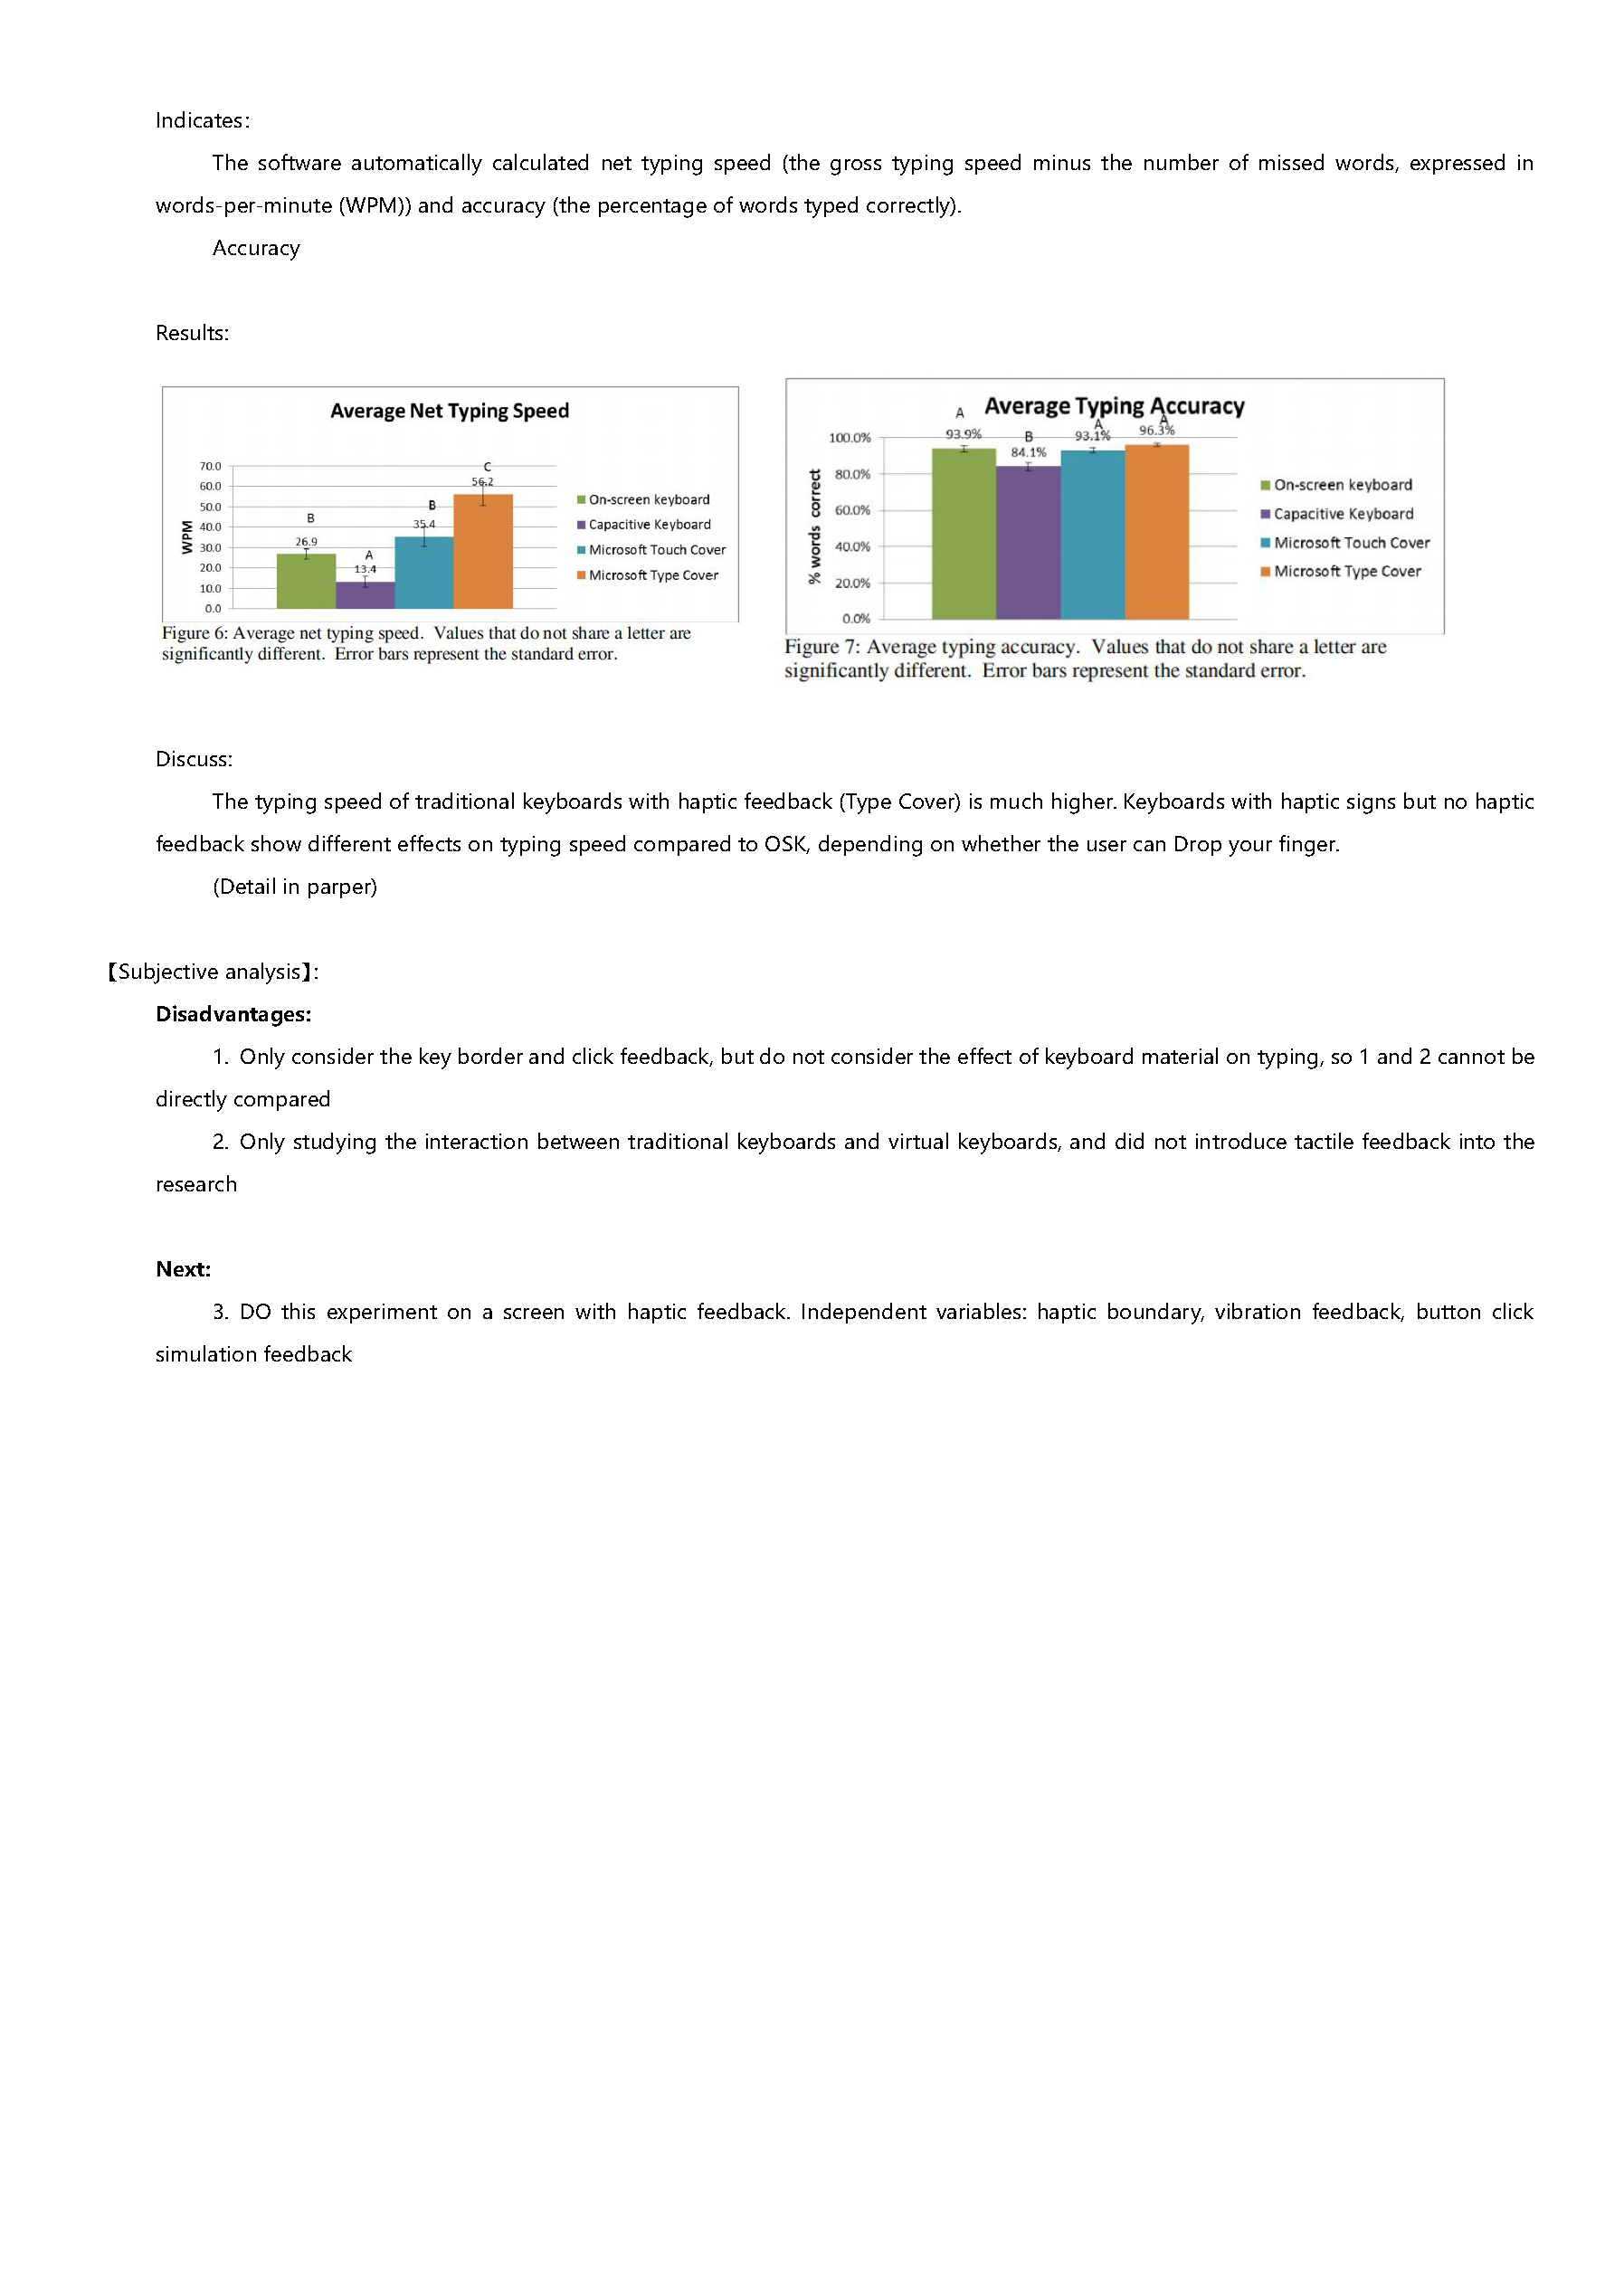 Indicates:
The software automatically calculated net typing speed (the gross typing speed minus the number of missed words, expressed in
words-per-minute (WPM)) and accuracy (the percentage of words typed correctly).
Accuracy
Results:
Average Net Typing Speed
WPM
70.0
60.0
50.0
40.0
30.0
20.0
10.0
0.0
B
26.9
A
13.4
B
35.4
C
56.2
On-screen keyboard
Capacitive Keyboard
Microsoft Touch Cover
Microsoft Type Cover
Figure 6: Average net typing speed. Values that do not share a letter are
significantly different. Error bars represent the standard error.
Average Typing Accuracy
% words correct
100.0%
80.0%
60.0%
40.0%
20.0%
0.0%
A
93.9%
B
84.1%
A
93.1%
A
96.3%
On-screen keyboard
Capacitive Keyboard
Microsoft Touch Cover
Microsoft Type Cover
Figure 7: Average typing accuracy. Values that do not share a letter are
significantly different. Error bars represent the standard error.
Discuss:
The typing speed of traditional keyboards with haptic feedback (Type Cover) is much higher. Keyboards with haptic signs but no haptic
feedback show different effects on typing speed compared to OSK, depending on whether the user can Drop your finger.
(Detail in parper)
【Subjective analysis】:
Disadvantages:
1. Only consider the key border and click feedback, but do not consider the effect of keyboard material on typing, so 1 and 2 cannot be
directly compared
2. Only studying the interaction between traditional keyboards and virtual keyboards, and did not introduce tactile feedback into the
research
Next:
3. DO this experiment on a screen with haptic feedback. Independent variables: haptic boundary, vibration feedback, button click
simulation feedback